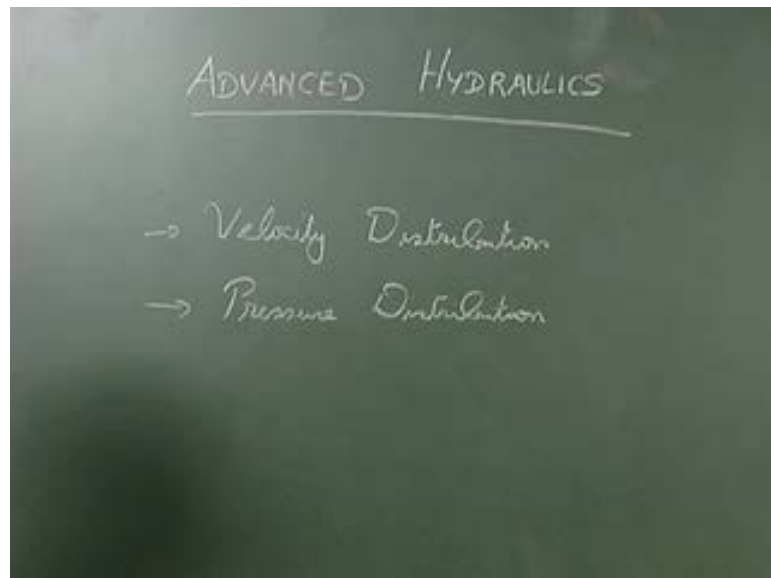 ADVANCED HYDRAULICS
→ Velocity Distribution
→ Pressure Distribution